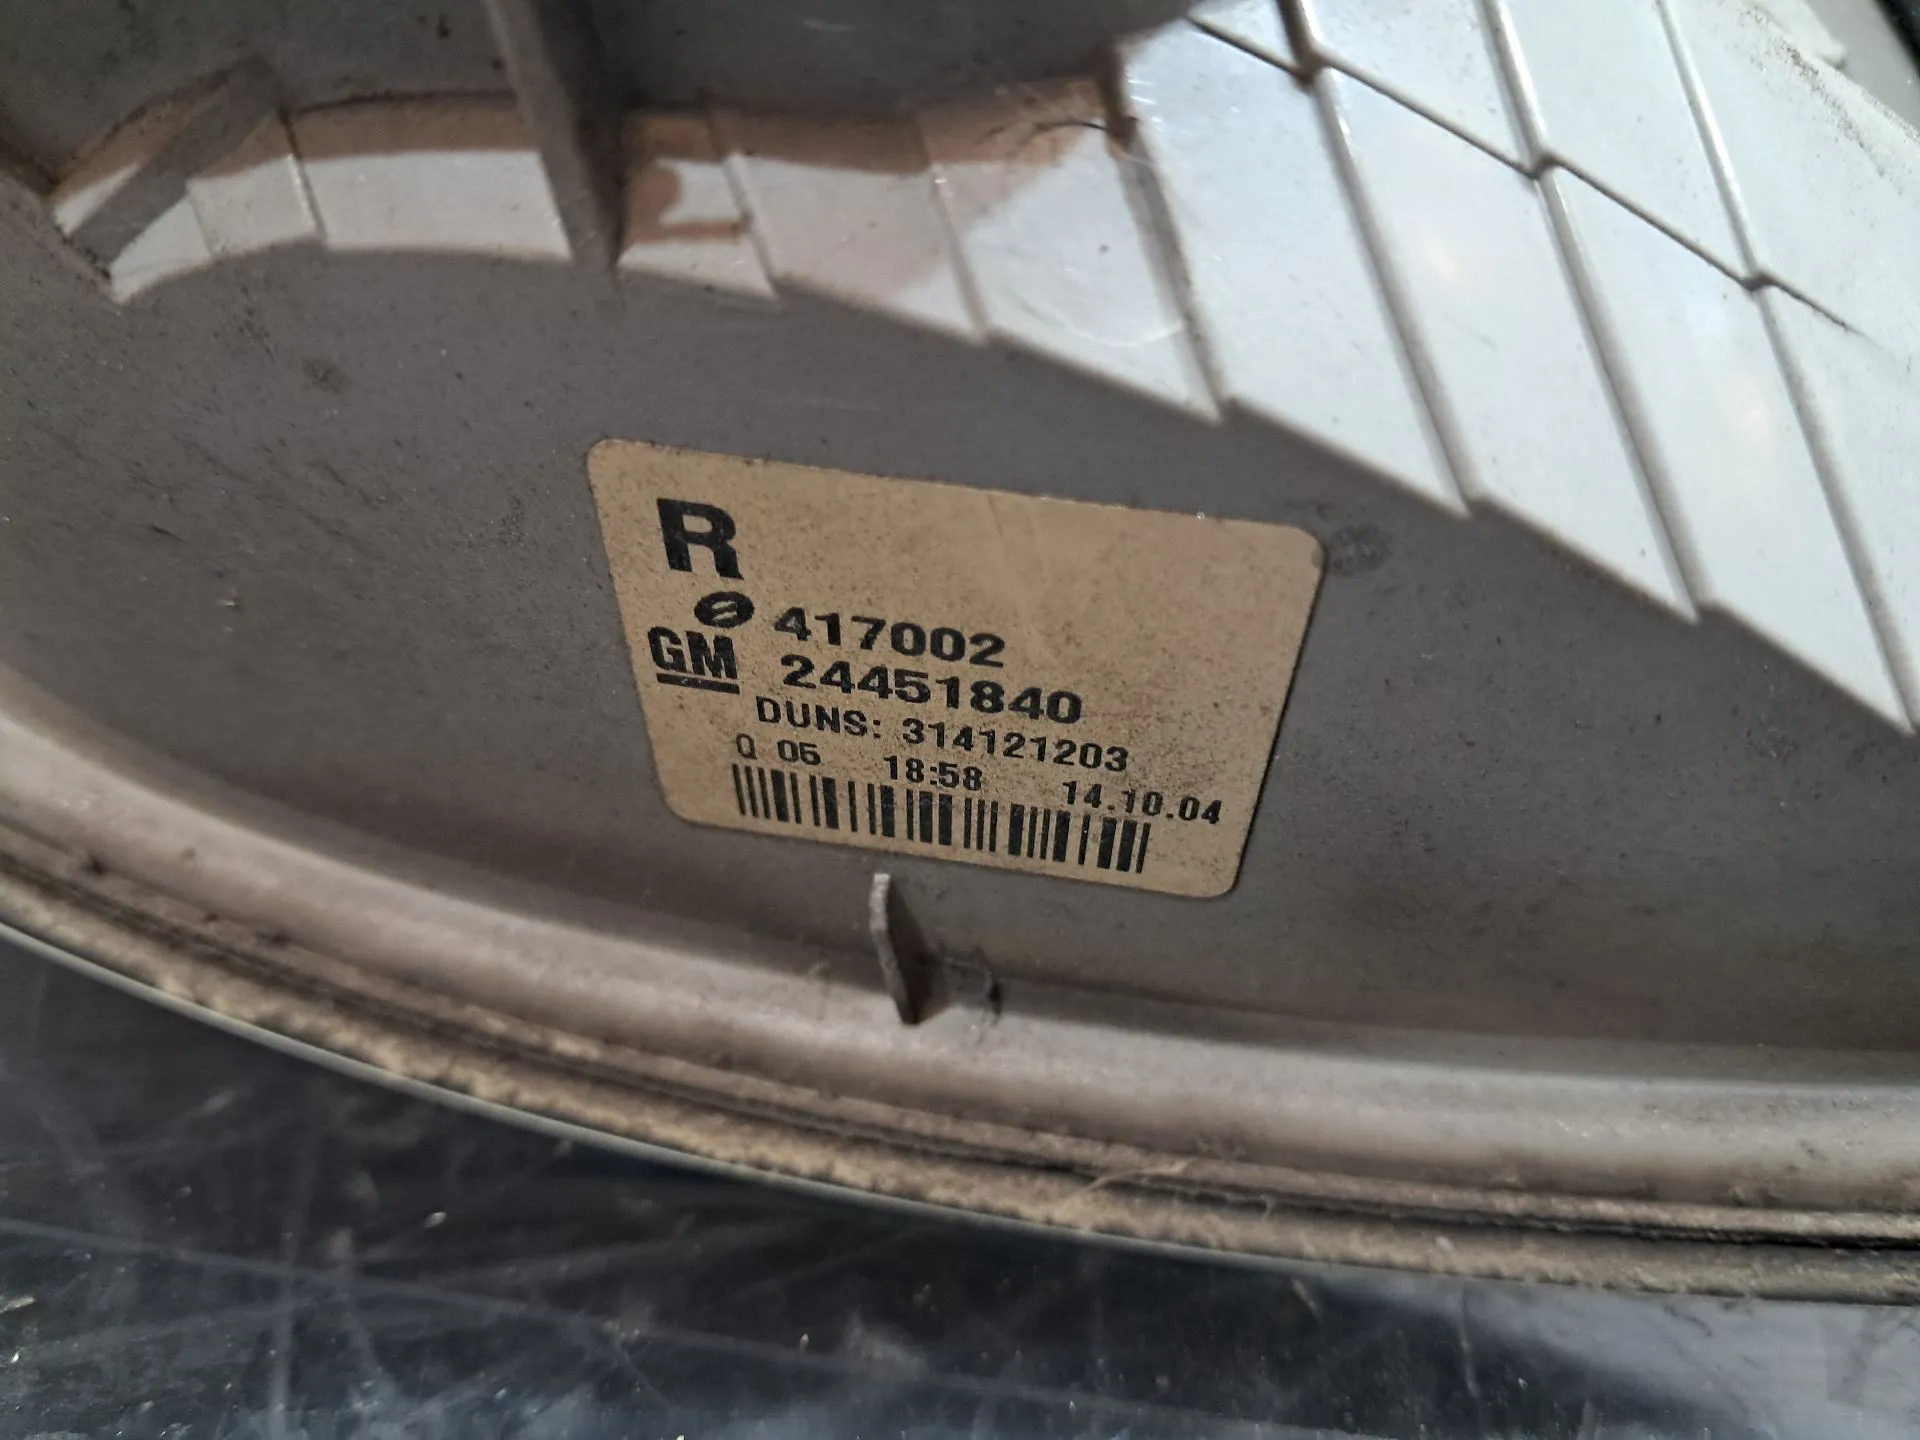 R
417002
GM 24451840
DUNS: 314121203
Q 05 18:58 14.10.04